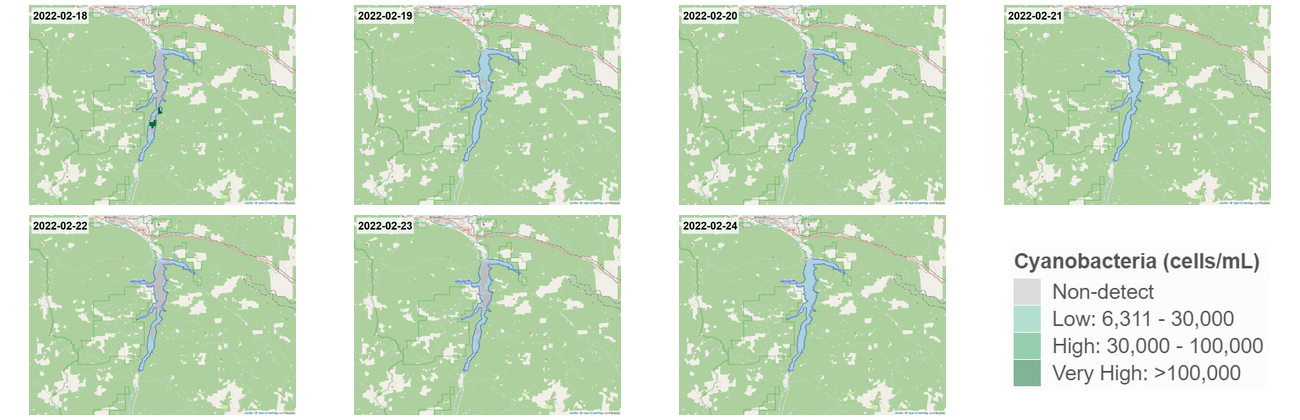 2022-02-18
2022-02-19
2022-02-20
2022-02-21
2022-02-22
2022-02-23
2022-02-24
Cyanobacteria (cells/mL)
Non-detect
Low: 6,311 - 30,000
High: 30,000 - 100,000
Very High: >100,000